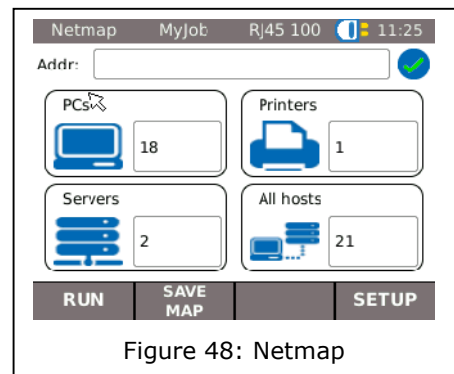 Netmap MyJob RJ45 100 11:25
Addr:
PCs Printers
18 1
Servers All hosts
2 21
RUN SAVE MAP SETUP
Figure 48: Netmap